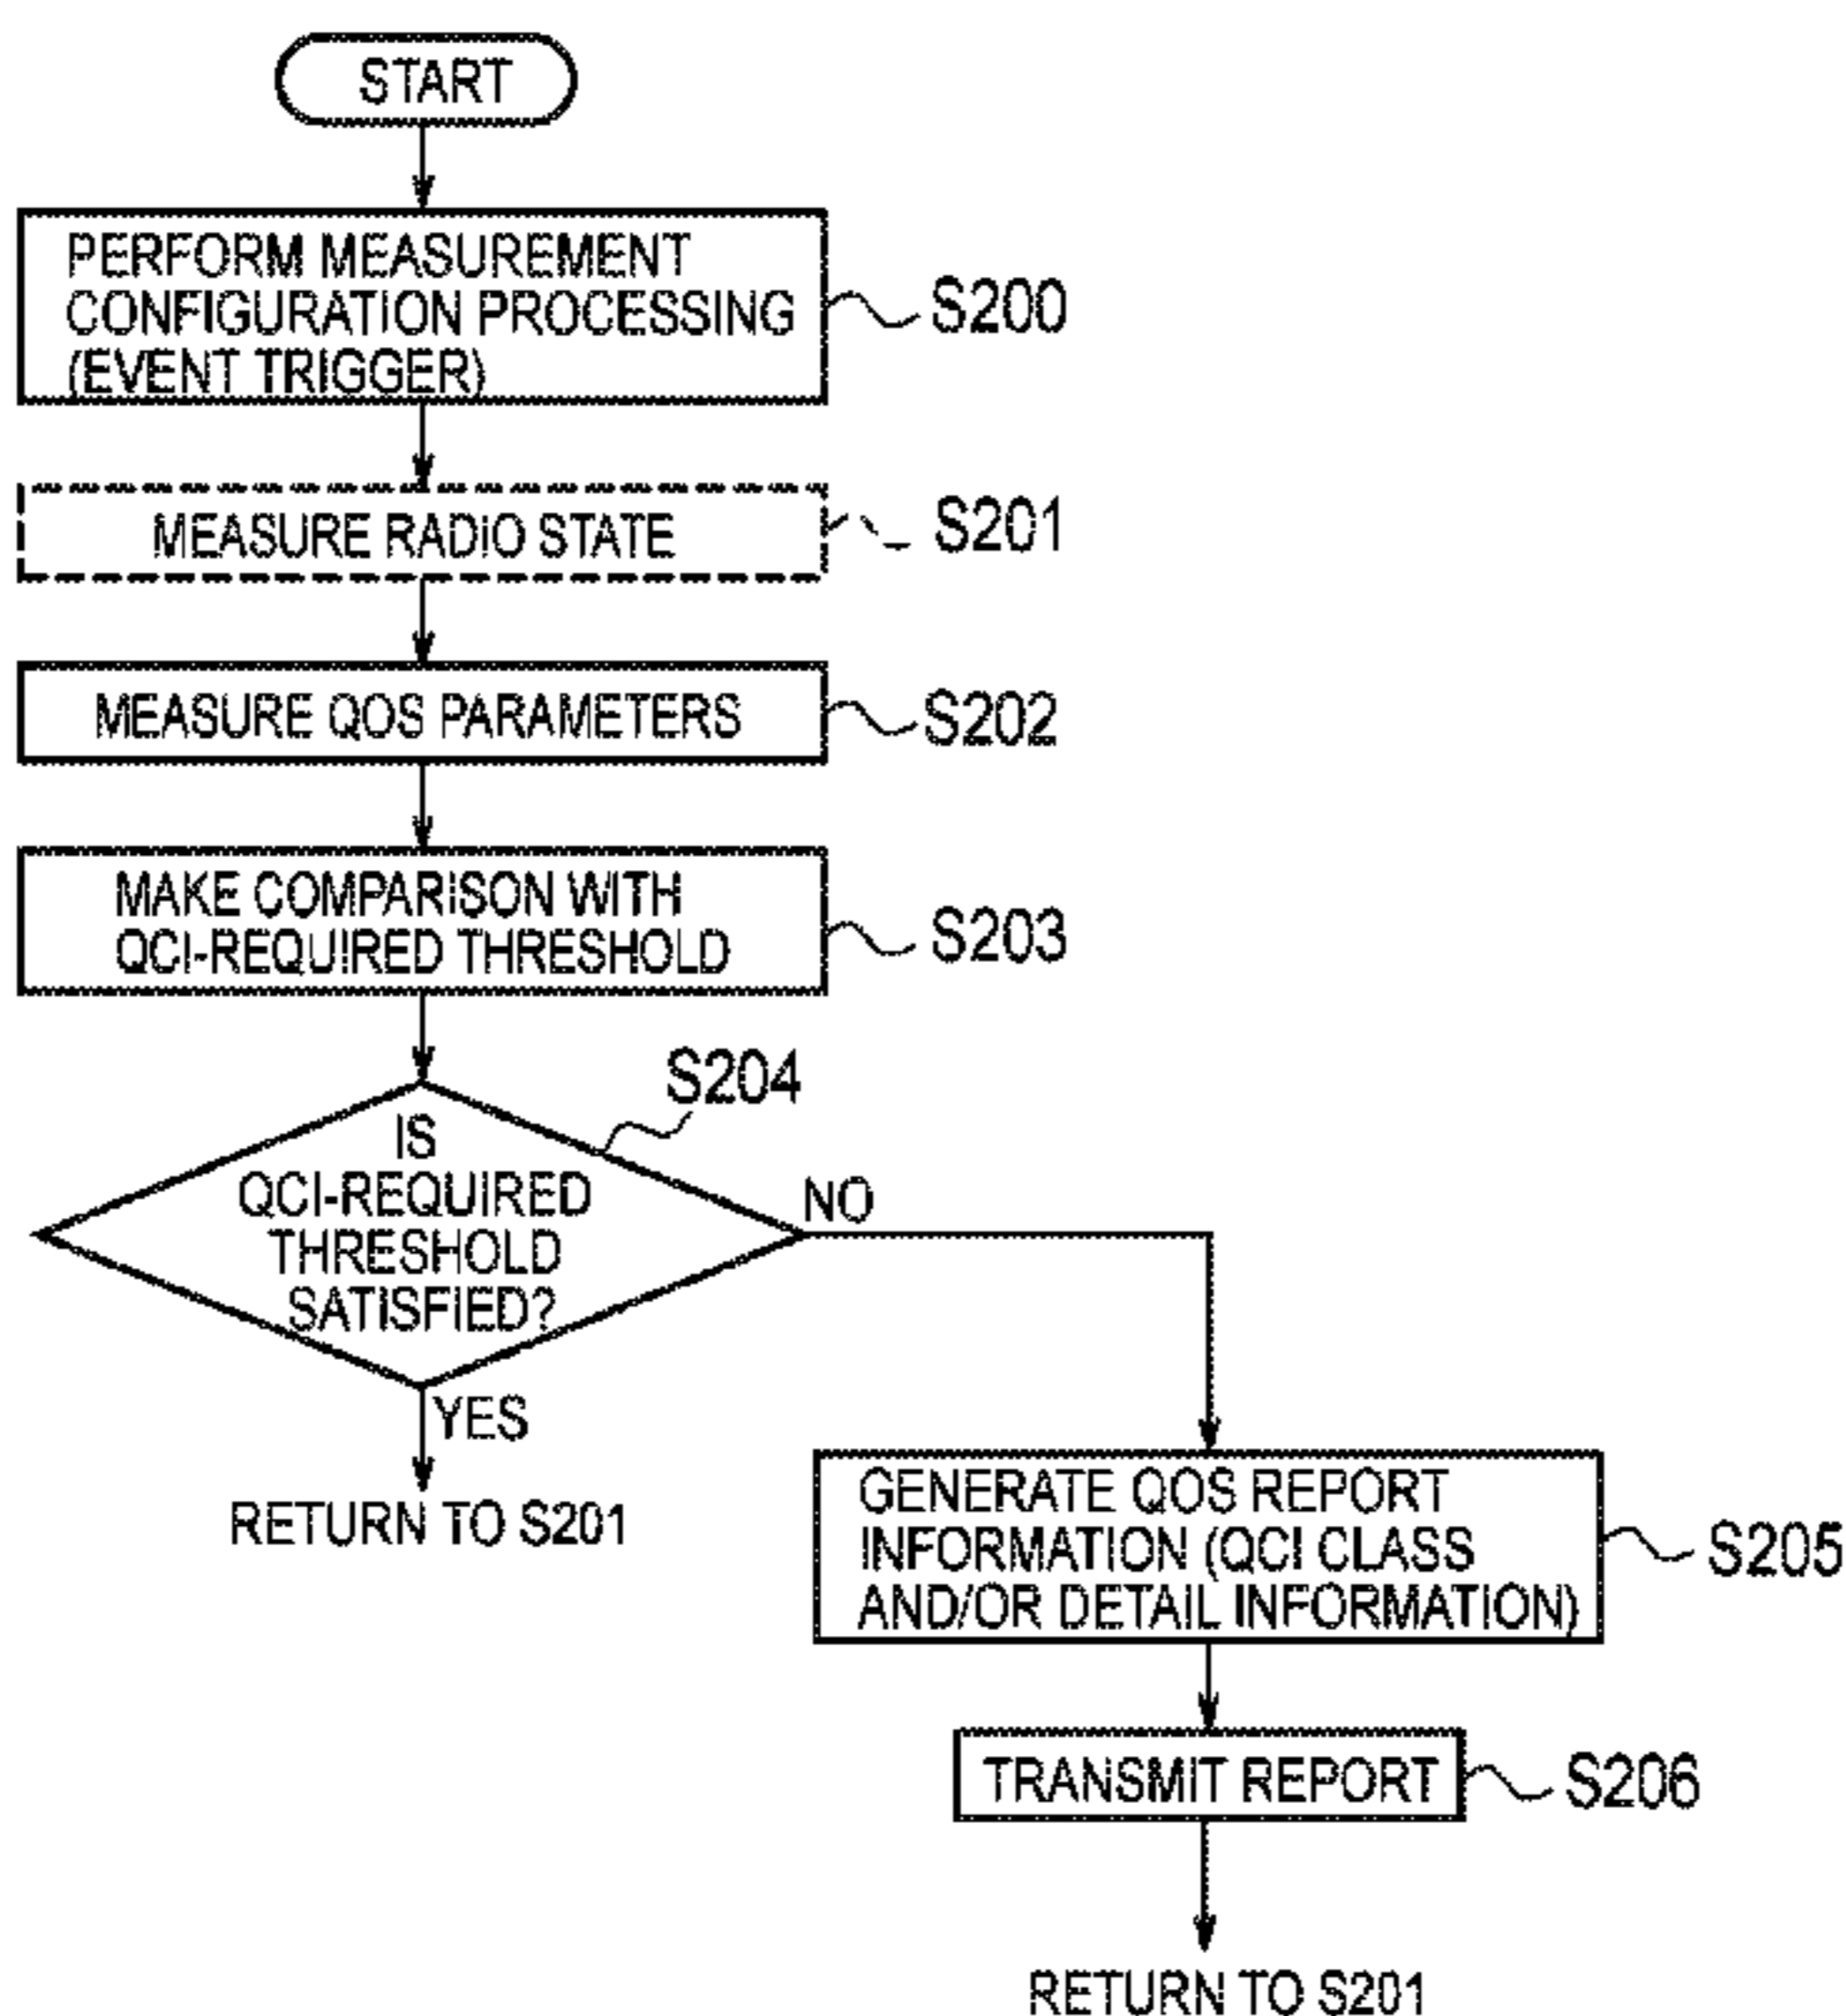 START
PERFORM MEASUREMENT
CONFIGURATION PROCESSING
(EVENT TRIGGER)
S200
MEASURE RADIO STATE
S201
MEASURE QOS PARAMETERS
S202
MAKE COMPARISON WITH
QCI-REQUIRED THRESHOLD
S203
S204
IS
QCI-REQUIRED
THRESHOLD
SATISFIED?
NO
YES
RETURN TO S201
GENERATE QOS REPORT
INFORMATION (QCI CLASS
AND/OR DETAIL INFORMATION)
S205
TRANSMIT REPORT
S206
RETURN TO S201